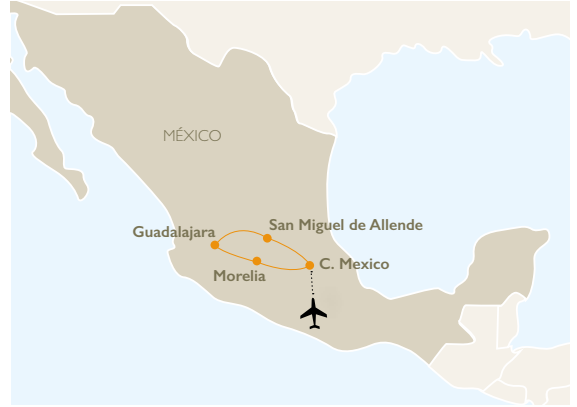 MÉXICO
San Miguel de Allende
Guadalajara
C. Mexico
Morelia